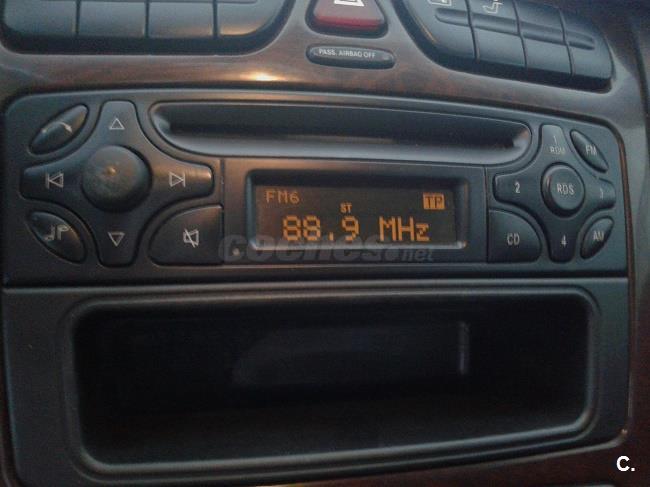 PASS. AIRBAG OFF
1
RDM
FM
FM6
TP
ST
88.9 MHz
2
RDS
3
CD
4
AM
coches.net
C.